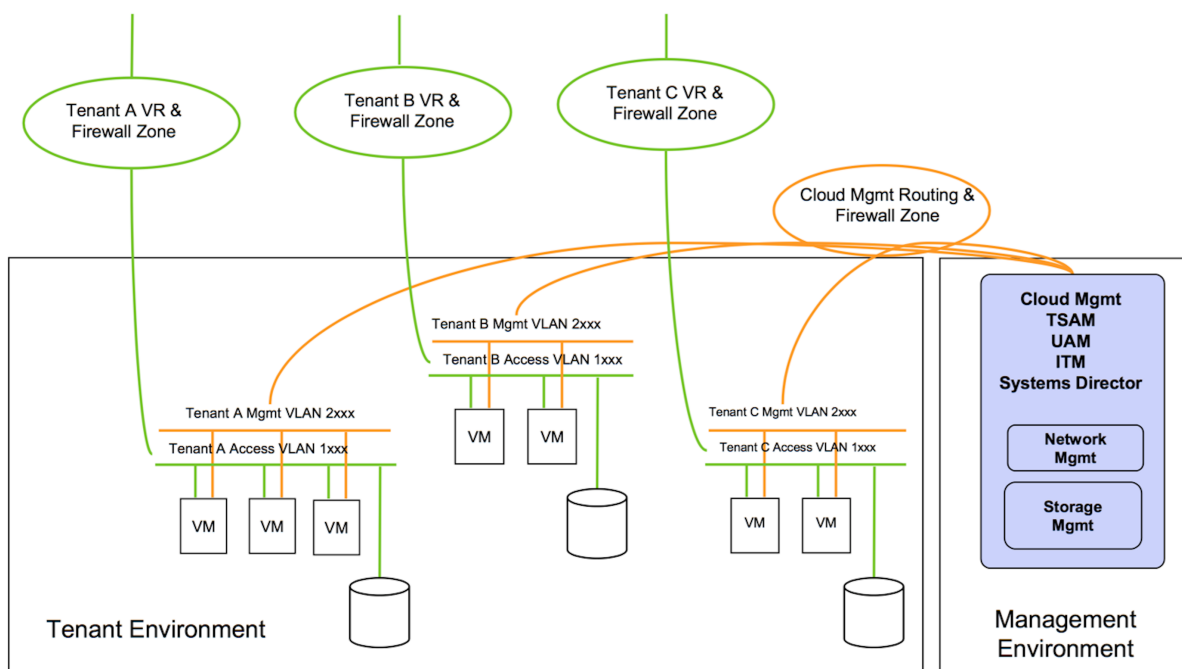 Tenant A VR &
Firewall Zone
Tenant B VR &
Firewall Zone
Tenant C VR &
Firewall Zone
Cloud Mgmt Routing &
Firewall Zone
Tenant B Mgmt VLAN 2xxx
Tenant B Access VLAN 1xxx
VM
VM
Tenant A Mgmt VLAN 2xxx
Tenant A Access VLAN 1xxx
VM
VM
VM
Tenant C Mgmt VLAN 2xxx
Tenant C Access VLAN 1xxx
VM
VM
Tenant Environment
Cloud Mgmt
TSAM
UAM
ITM
Systems Director
Network
Mgmt
Storage
Mgmt
Management
Environment